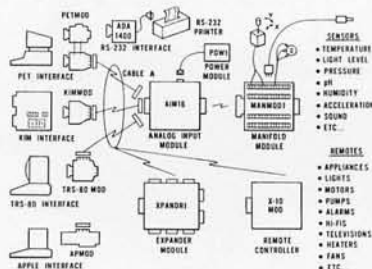 PETMOD
ADA
1400
RS-232
PRINTER
RS-232 INTERFACE
POW1
POWER
MODULE
X
Y
Z
PET INTERFACE
CABLE A
KIMMOD
AIM16
ANALOG INPUT
MODULE
MANMOD1
MANIFOLD
MODULE
KIM INTERFACE
TRS-80 MOD
TRS-80 INTERFACE
XPANDR1
EXPANDER
MODULE
X-10
MOD
REMOTE
CONTROLLER
APMOD
APPLE INTERFACE
SENSORS
• TEMPERATURE
• LIGHT LEVEL
• PRESSURE
• pH
• HUMIDITY
• ACCELERATION
• SOUND
• ETC...
REMOTES
• APPLIANCES
• LIGHTS
• MOTORS
• PUMPS
• ALARMS
• HI-FIS
• TELEVISIONS
• HEATERS
• FANS
• ETC